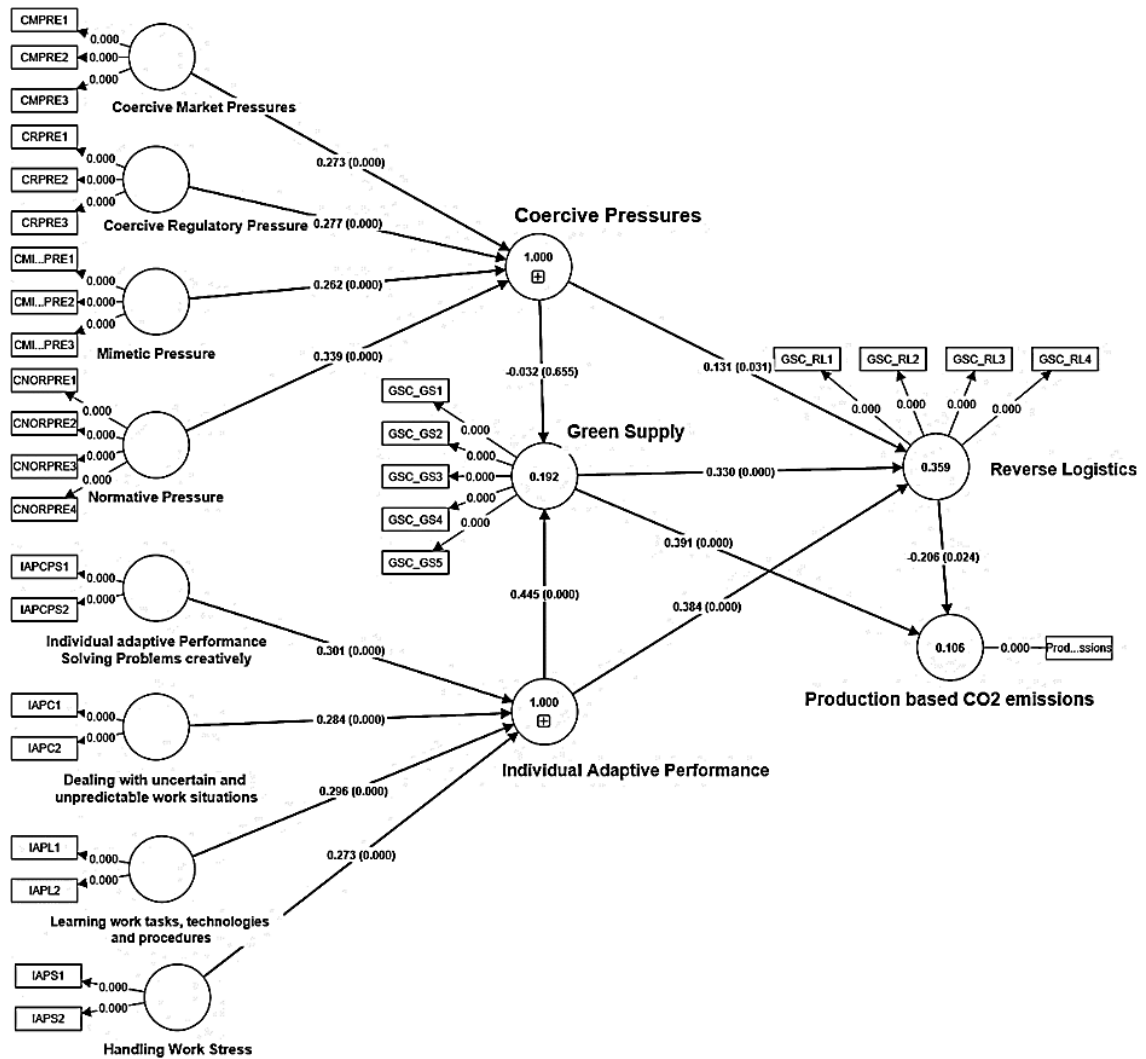 CMPRE1
0.000
CMPRE2
0.000
0.000
CMPRE3
Coercive Market Pressures
CRPRE1
0.000
CRPRE2
0.000
0.000
CRPRE3
Coercive Regulatory Pressure
CMI...PRE1
0.000
CMI...PRE2
0.000
0.000
CMI...PRE3
Mimetic Pressure
CNORPRE1
0.000
CNORPRE2
0.000
CNORPRE3
0.000
0.000
CNORPRE4
Normative Pressure
IAPCPS1
0.000
IAPCPS2
0.000
Individual adaptive Performance
Solving Problems creatively
IAPC1
0.000
IAPC2
0.000
Dealing with uncertain and
unpredictable work situations
IAPL1
0.000
IAPL2
0.000
Learning work tasks, technologies
and procedures
IAPS1
0.000
IAPS2
0.000
Handling Work Stress
0.273 (0.000)
0.277 (0.000)
0.262 (0.000)
0.339 (0.000)
0.301 (0.000)
0.284 (0.000)
0.296 (0.000)
0.273 (0.000)
Coercive Pressures
1.000
-0.032 (0.655)
0.131 (0.031)
GSC_GS1
0.000
GSC_GS2
0.000
GSC_GS3
0.000
GSC_GS4
0.000
GSC_GS5
0.000
Green Supply
0.192
0.330 (0.000)
0.391 (0.000)
0.445 (0.000)
0.384 (0.000)
1.000
Individual Adaptive Performance
GSC_RL1
GSC_RL2
GSC_RL3
GSC_RL4
0.000
0.000
0.000
0.000
0.359
Reverse Logistics
-0.206 (0.024)
0.106
0.000
Prod...ssions
Production based CO2 emissions